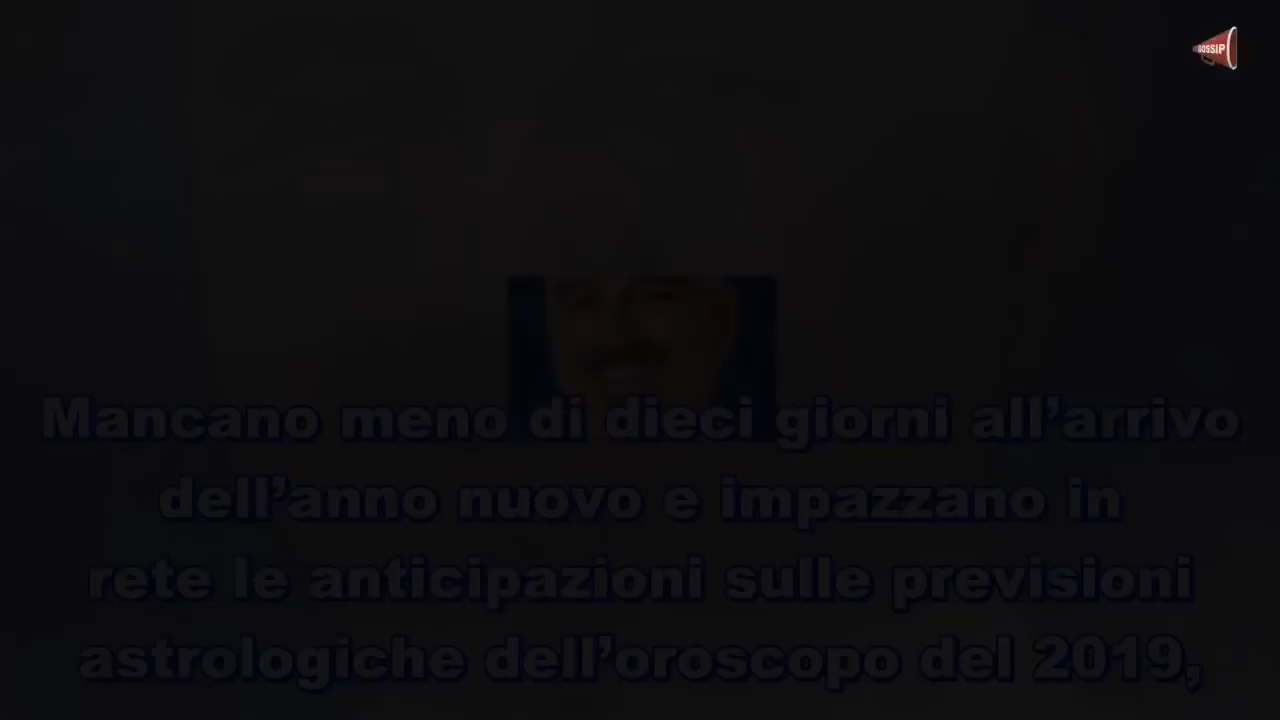 GOSSIP
Mancano meno di dieci giorni all’arrivo
dell’anno nuovo e impazzano in
rete le anticipazioni sulle previsioni
astrologiche dell’oroscopo del 2019,